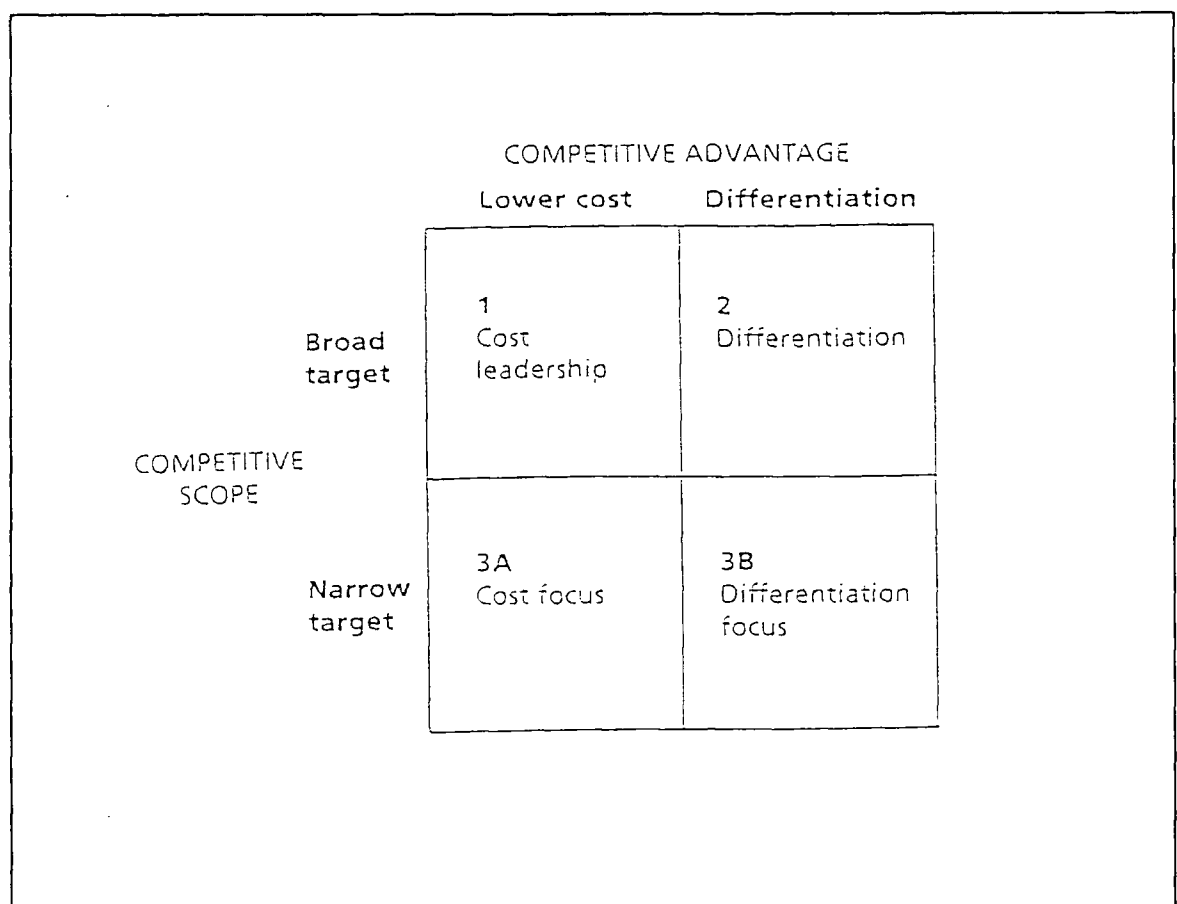 COMPETITIVE ADVANTAGE
Lower cost
Differentiation
Broad
target
1
Cost
leadership
2
Differentiation
COMPETITIVE
SCOPE
Narrow
target
3A
Cost focus
3B
Differentiation
focus